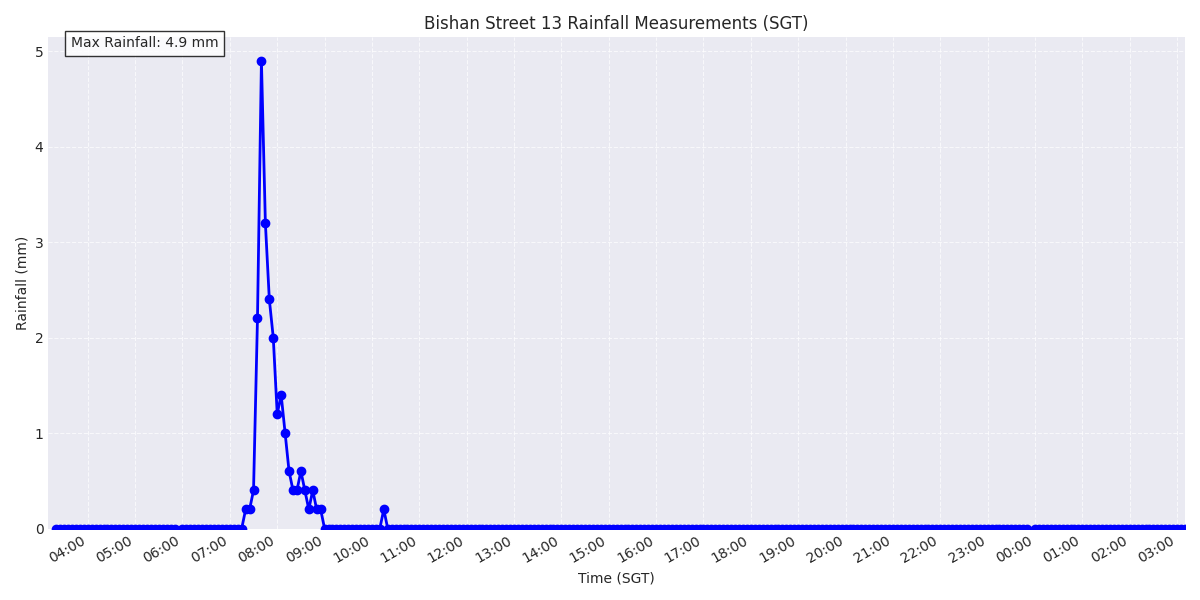 Bishan Street 13 Rainfall Measurements (SGT)
Max Rainfall: 4.9 mm
5
4
3
2
1
0
Rainfall (mm)
04:00 05:00 06:00 07:00 08:00 09:00 10:00 11:00 12:00 13:00 14:00 15:00 16:00 17:00 18:00 19:00 20:00 21:00 22:00 23:00 00:00 01:00 02:00 03:00
Time (SGT)